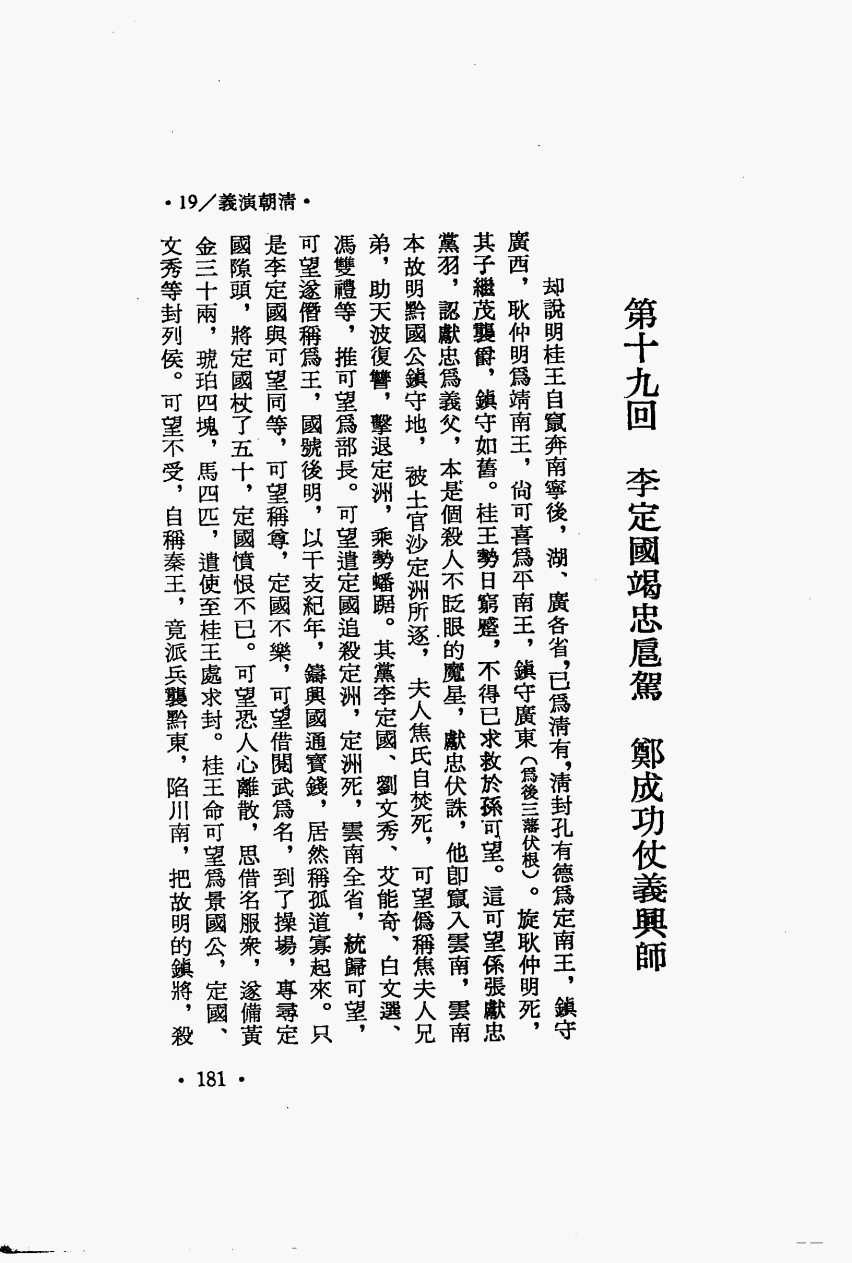 ·清朝演義/19·
第十九回　李定國竭忠扈駕　鄭成功仗義興師
却說明桂王自竄奔南寧後，湖、廣各省，已爲淸有，淸封孔有德爲定南王，鎭守
廣西，耿仲明爲靖南王，尙可喜爲平南王，鎭守廣東（爲後三藩伏根）。旋耿仲明死，
其子繼茂襲爵，鎭守如舊。桂王勢日窮蹙，不得已求救於孫可望。這可望係張獻忠
黨羽，認獻忠爲義父，本是個殺人不眨眼的魔星，獻忠伏誅，他卽竄入雲南，雲南
本故明黔國公鎭守地，被土官沙定洲所逐，夫人焦氏自焚死，可望僞稱焦夫人兄
弟，助天波復讐，擊退定洲，乘勢蟠踞。其黨李定國、劉文秀、艾能奇、白文選、
馮雙禮等，推可望爲部長。可望遣定國追殺定洲，定洲死，雲南全省，統歸可望，
可望遂僭稱爲王，國號後明，以干支紀年，鑄興國通寳錢，居然稱孤道寡起來。只
是李定國與可望同等，可望稱尊，定國不樂，可望借閱武爲名，到了操場，專尋定
國隙頭，將定國杖了五十，定國憤恨不已。可望恐人心離散，思借名服衆，遂備黃
金三十兩，琥珀四塊，馬四匹，遣使至桂王處求封。桂王命可望爲景國公，定國、
文秀等封列侯。可望不受，自稱秦王，竟派兵襲黔東，陷川南，把故明的鎭將，殺
·181·